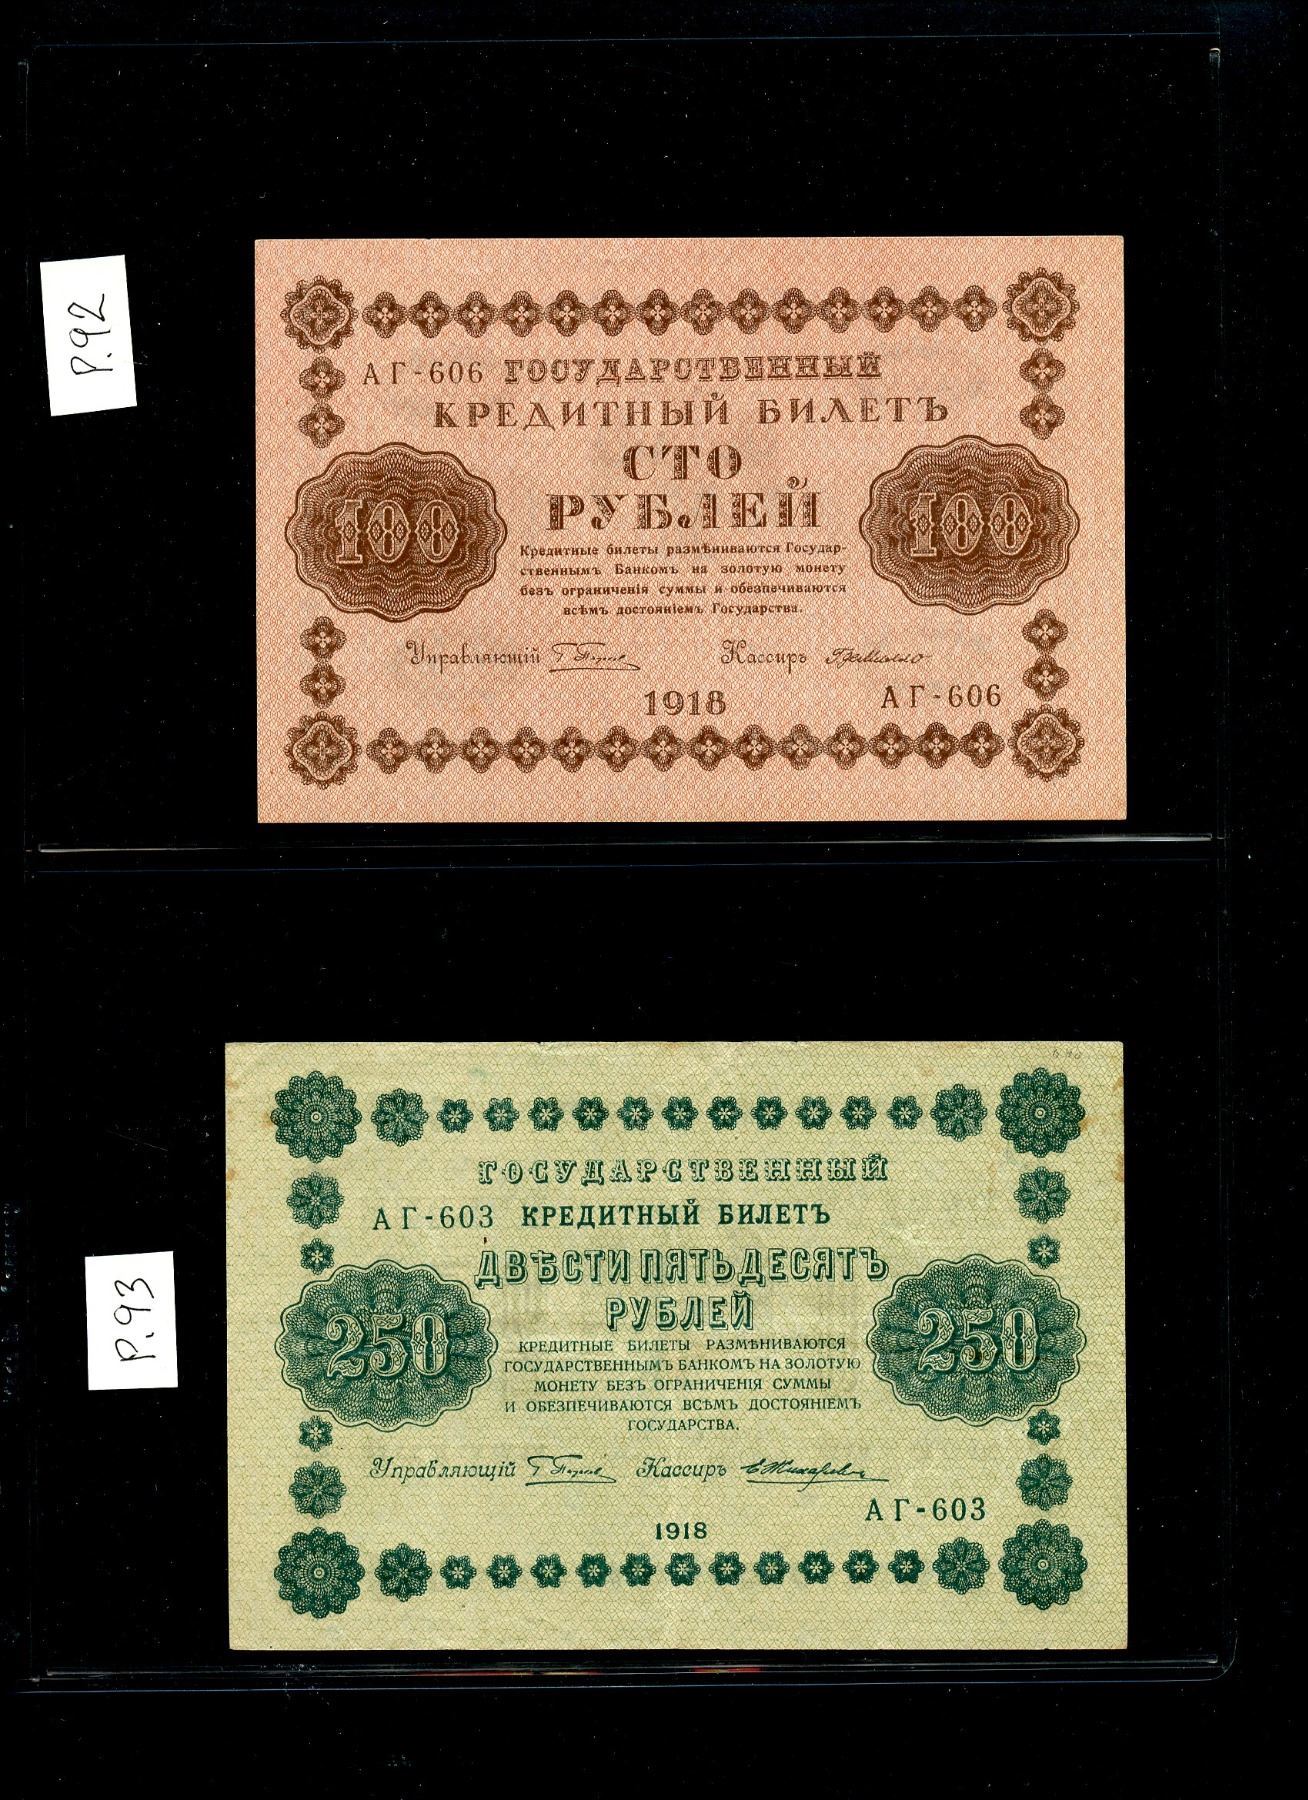 P.92
АГ-606 ГОСУДАРСТВЕННЫЙ
КРЕДИТНЫЙ БИЛЕТЪ
СТО
РУБЛЕЙ
100
100
Кредитные билеты размѣниваются Государ-
ственнымъ Банкомъ на золотую монету
безъ ограниченія суммы и обезпечиваются
всѣмъ достояніемъ Государства.
Управляющій
Кассиръ
1918
АГ-606
P.93
ГОСУДАРСТВЕННЫЙ
АГ-603 КРЕДИТНЫЙ БИЛЕТЪ
ДВѢСТИ ПЯТЬДЕСЯТЪ
РУБЛЕЙ
250
250
КРЕДИТНЫЕ БИЛЕТЫ РАЗМѢНИВАЮТСЯ
ГОСУДАРСТВЕННЫМЪ БАНКОМЪ НА ЗОЛОТУЮ
МОНЕТУ БЕЗЪ ОГРАНИЧЕНІЯ СУММЫ
И ОБЕЗПЕЧИВАЮТСЯ ВСѢМЪ ДОСТОЯНІЕМЪ
ГОСУДАРСТВА.
Управляющій
Кассиръ
АГ-603
1918